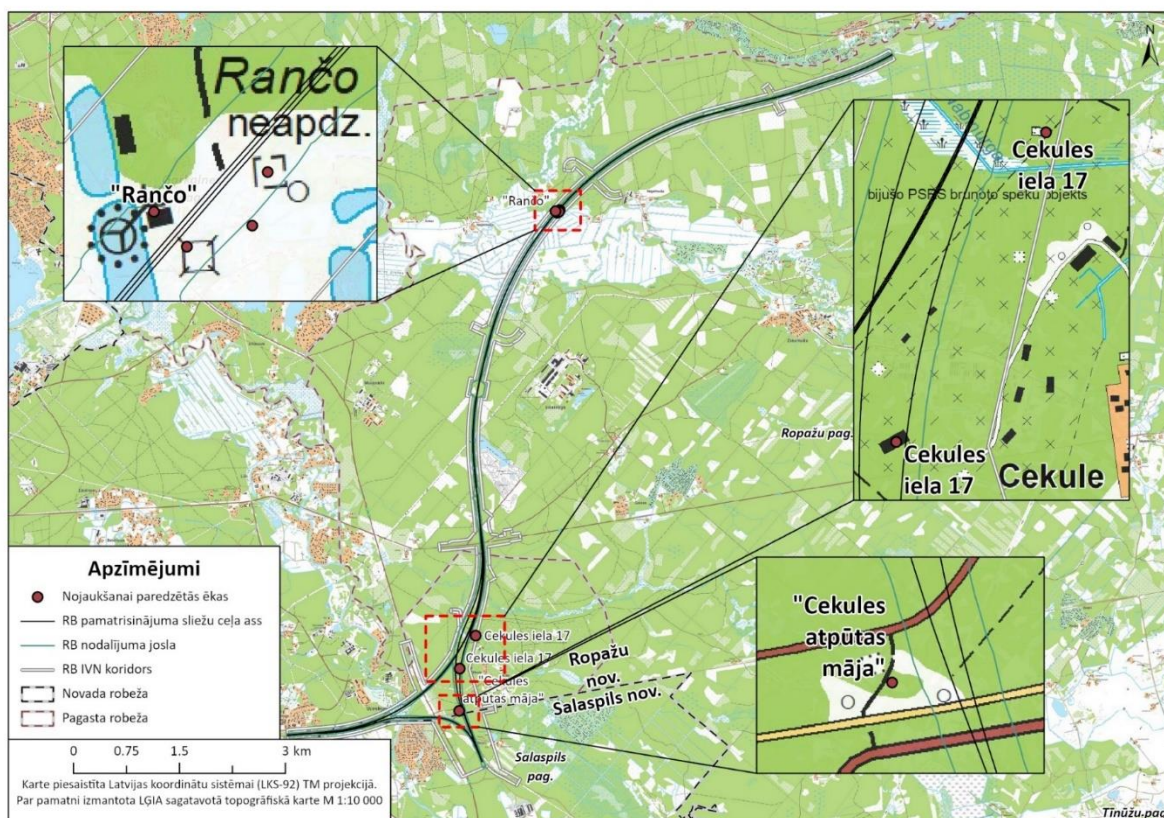 N
Rančo
neapdz.
"Rančo"
"Rančo"
Cekules
iela 17
bijušo PSRS bruņoto spēku objekts
Cekules
iela 17
Cekule
Ropažu pag.
Cekules iela 17
Cekules iela 17
"Cekules
atpūtas māja"
Ropažu
nov.
Salaspils nov.
Salaspils
pag.
"Cekules
atpūtas
māja"
Tīnūžu pag.
Apzīmējumi
Nojaukšanai paredzētās ēkas
RB pamatrisinājuma sliežu ceļa ass
RB nodalījuma josla
RB IVN koridors
Novada robeža
Pagasta robeža
0 0.75 1.5 3 km
Karte piesaistīta Latvijas koordinātu sistēmai (LKS-92) TM projekcijā.
Par pamatni izmantota LĢIA sagatavotā topogrāfiskā karte M 1:10 000